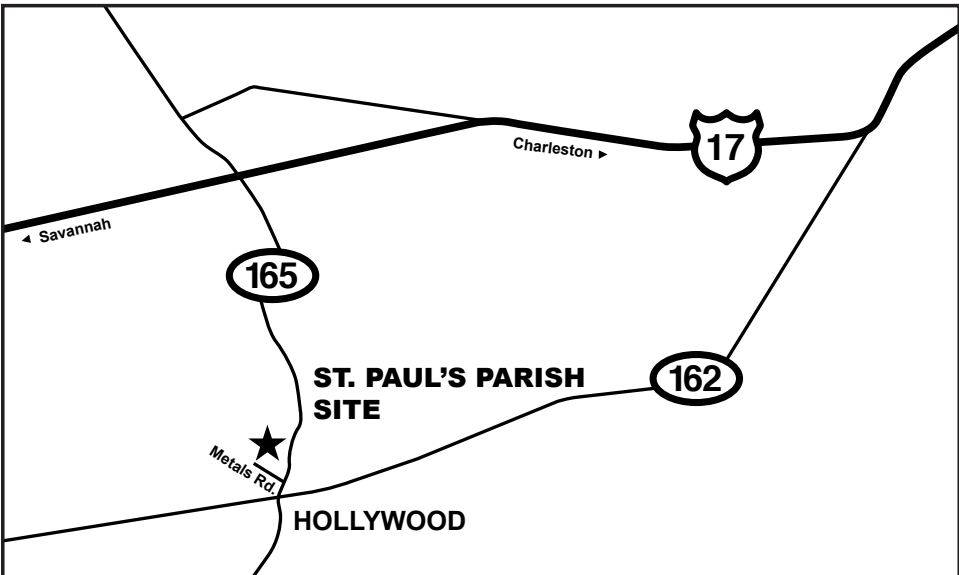 17
Charleston ►
◄ Savannah
165
ST. PAUL’S PARISH
SITE
162
Metals Rd.
HOLLYWOOD